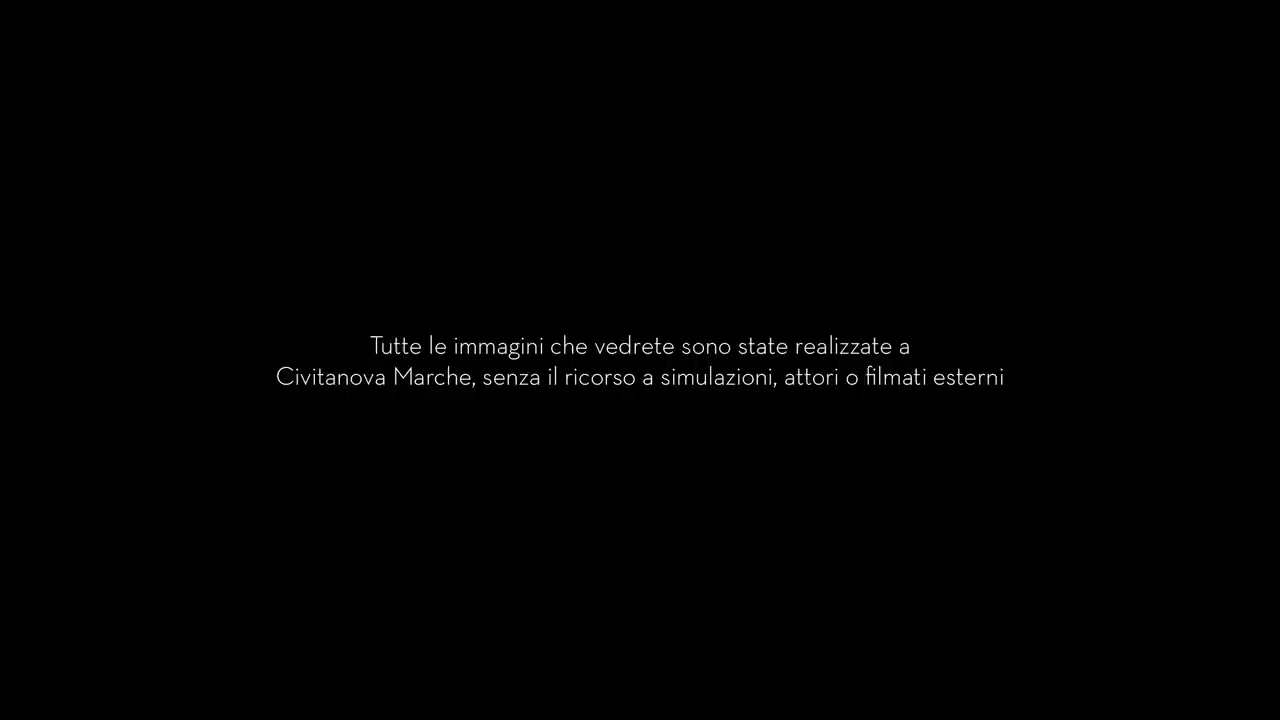 Tutte le immagini che vedrete sono state realizzate a
Civitanova Marche, senza il ricorso a simulazioni, attori o filmati esterni